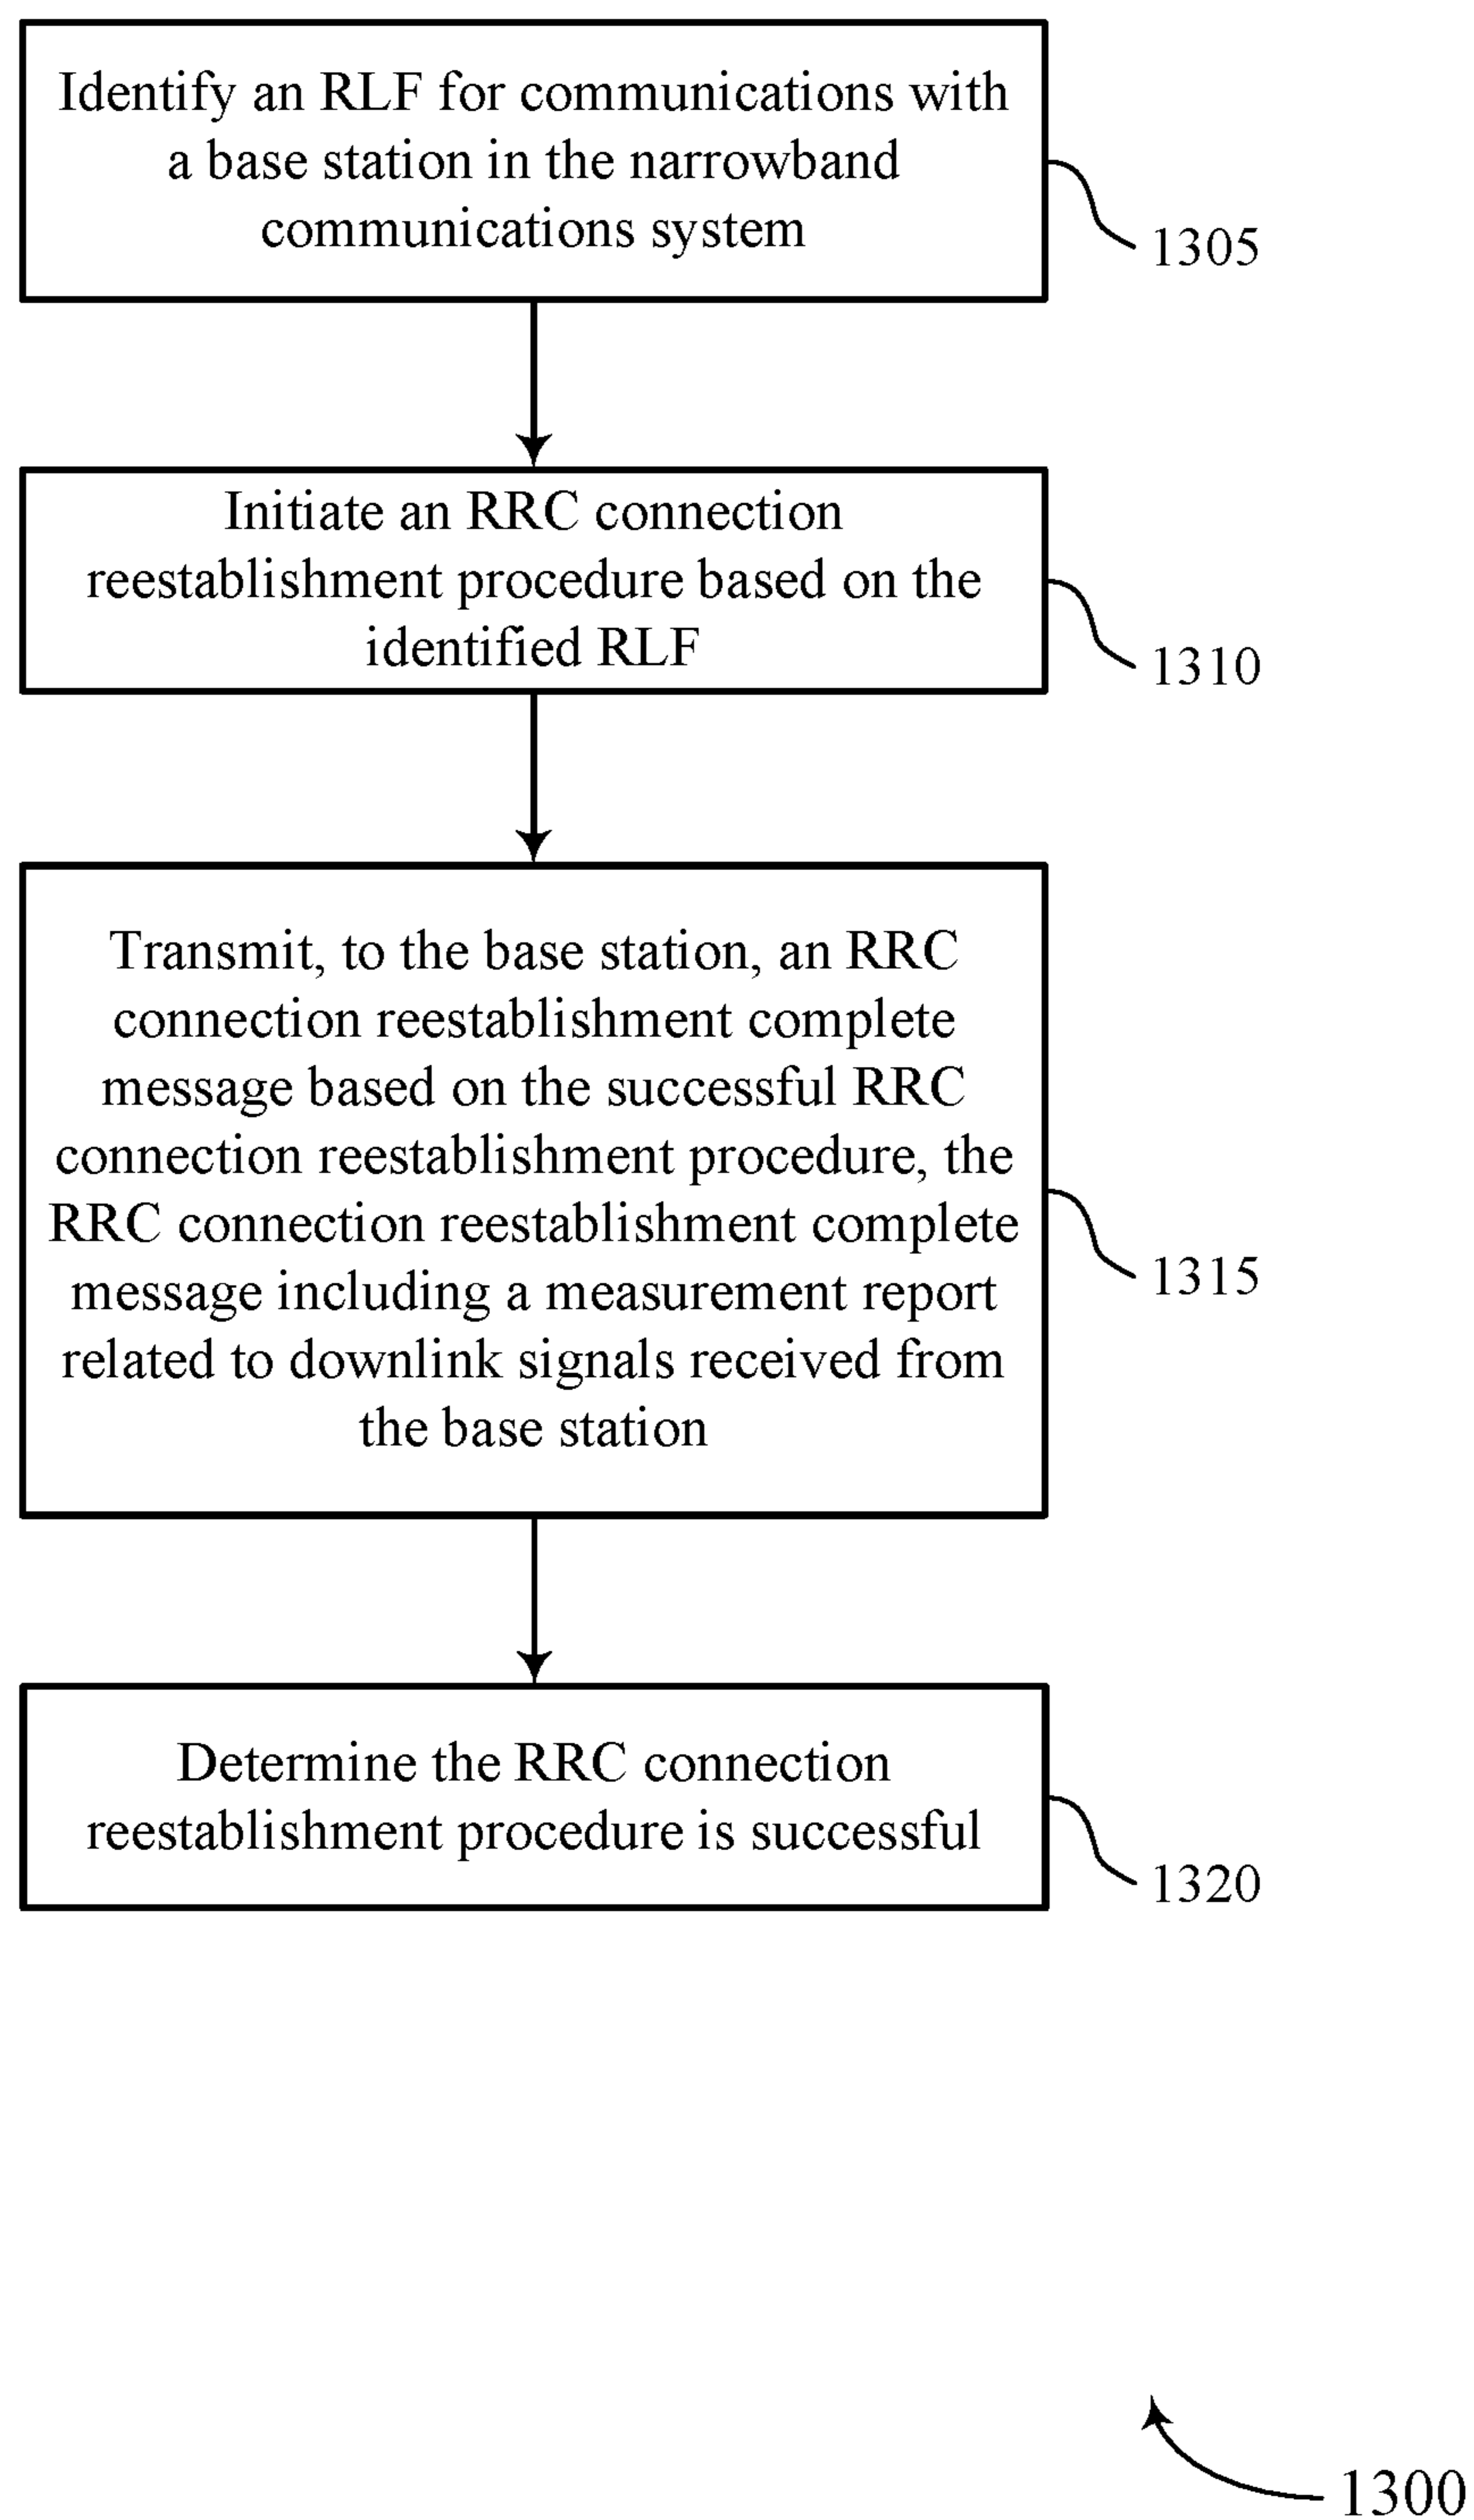 Identify an RLF for communications with
a base station in the narrowband
communications system
1305
Initiate an RRC connection
reestablishment procedure based on the
identified RLF
1310
Transmit, to the base station, an RRC
connection reestablishment complete
message based on the successful RRC
connection reestablishment procedure, the
RRC connection reestablishment complete
message including a measurement report
related to downlink signals received from
the base station
1315
Determine the RRC connection
reestablishment procedure is successful
1320
1300